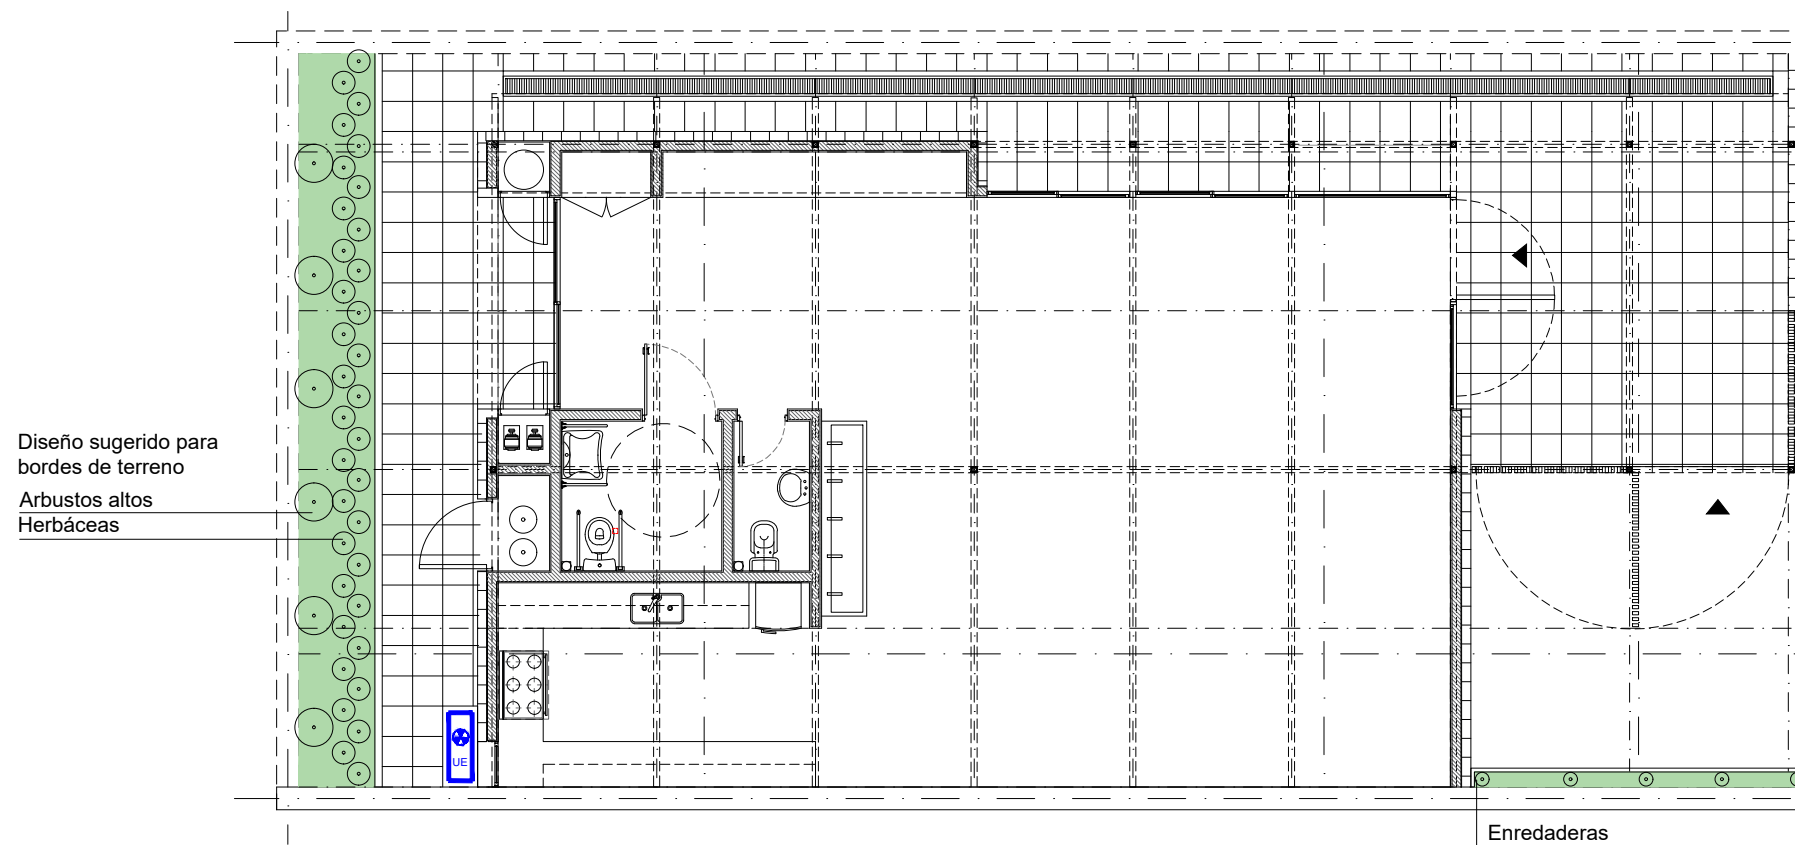 Diseño sugerido para
bordes de terreno
Arbustos altos
Herbáceas
UE
Enredaderas